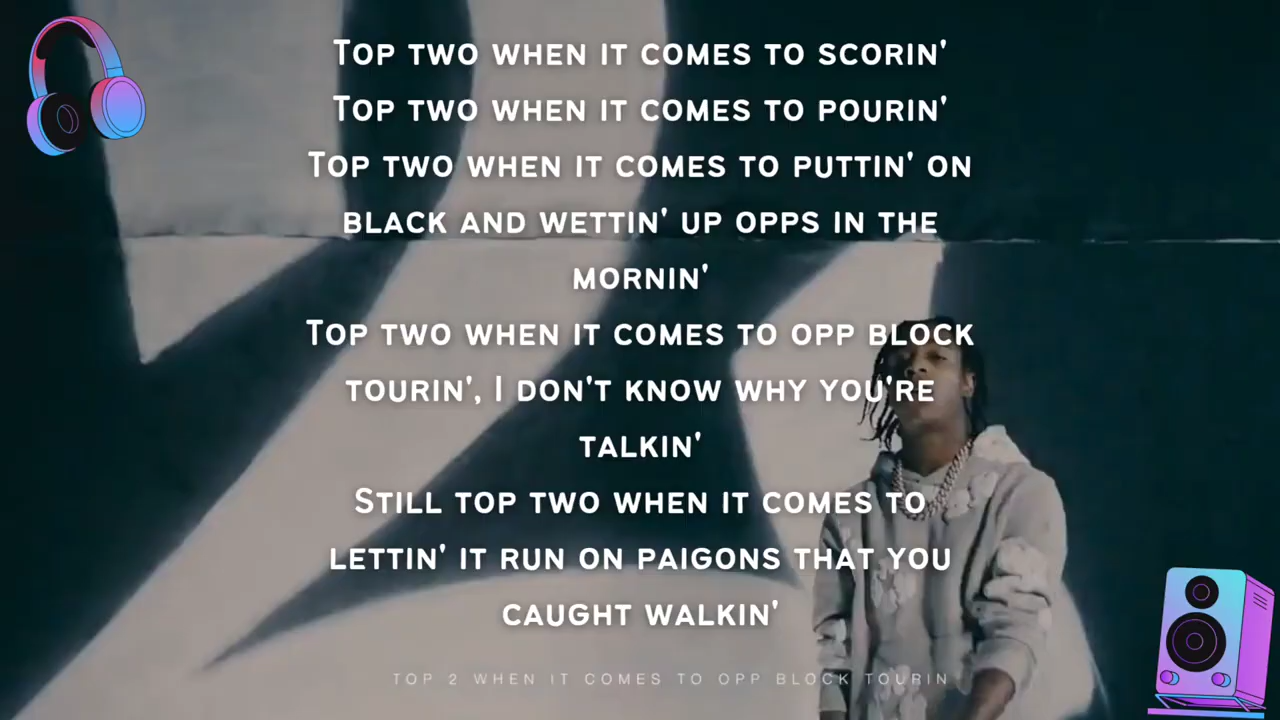 Top two when it comes to scorin'
Top two when it comes to pourin'
Top two when it comes to puttin' on
black and wettin' up opps in the
mornin'
Top two when it comes to opp block
tourin', I don't know why you're
talkin'
Still top two when it comes to
lettin' it run on paigons that you
caught walkin'
TOP 2 WHEN IT COMES TO OPP BLOCK TOURIN